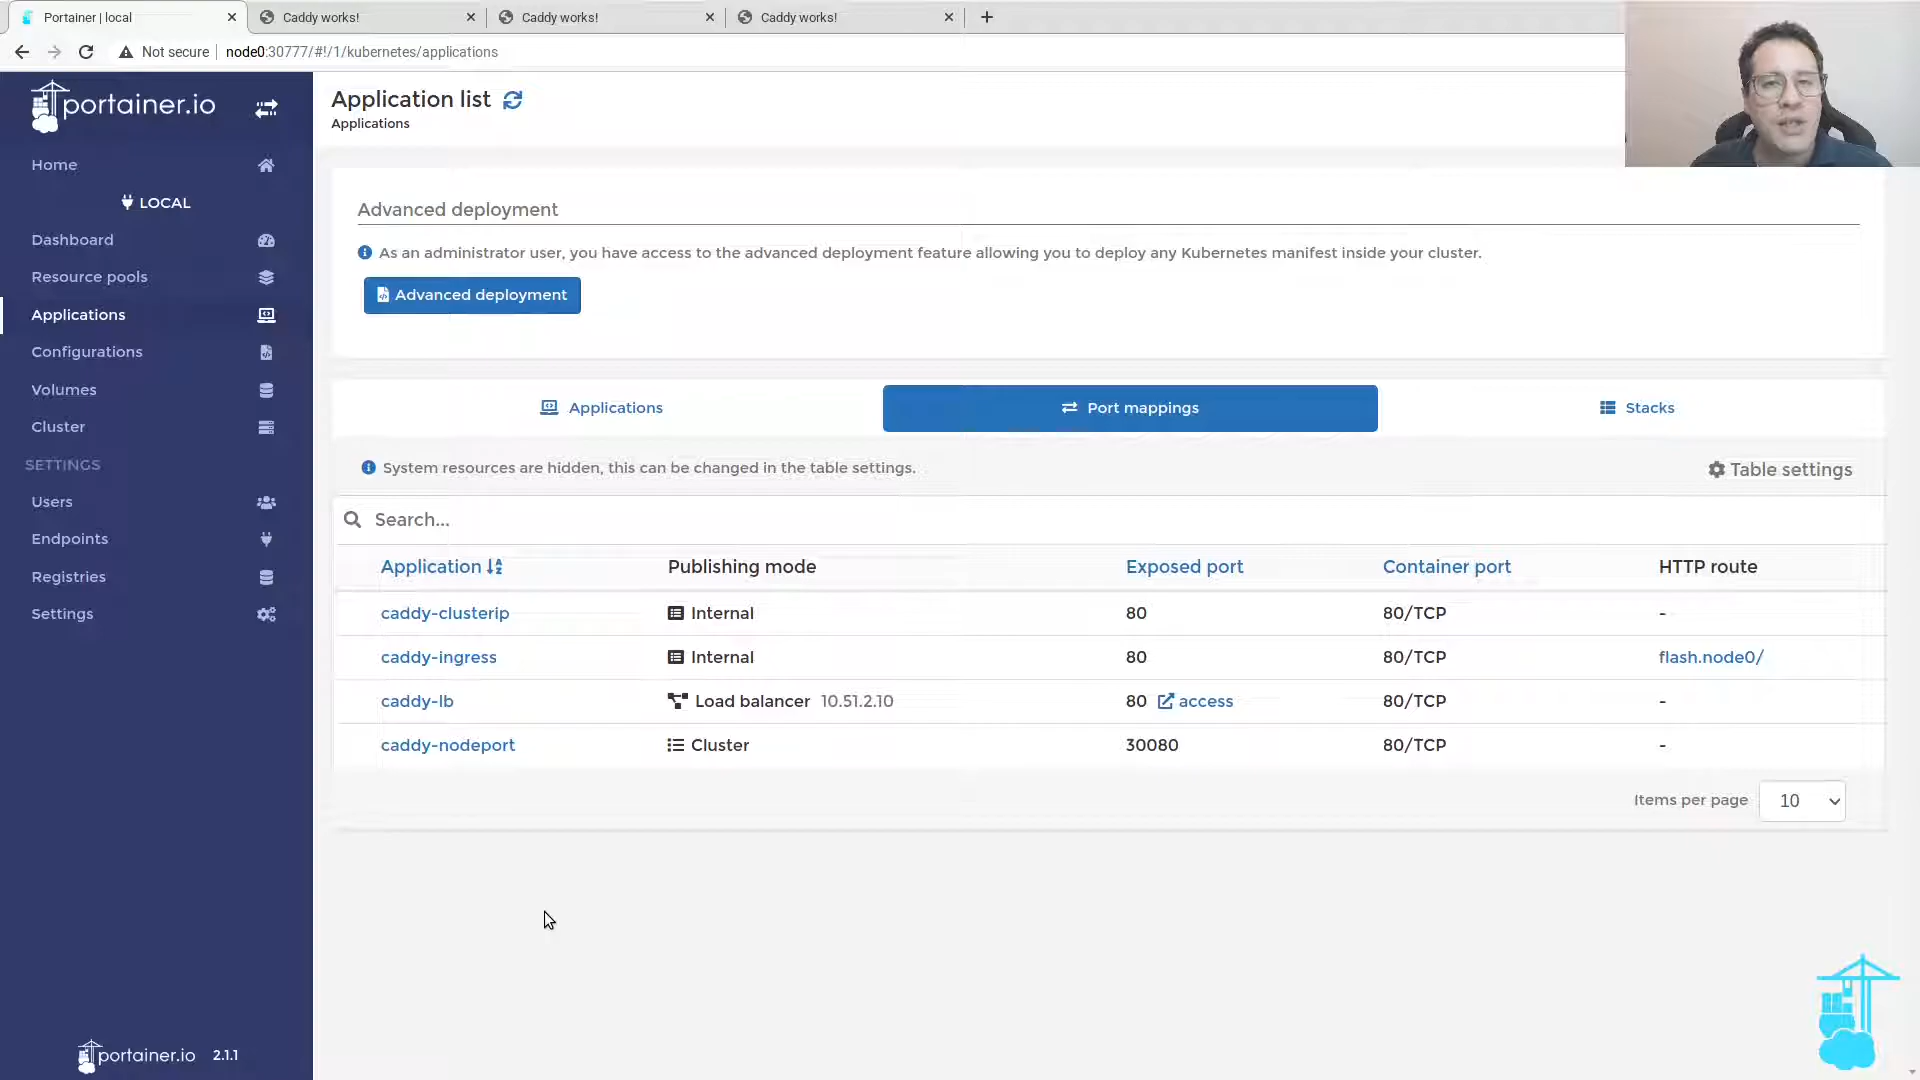 Portainer | local
Caddy works!
Caddy works!
Caddy works!
Not secure
node0:30777/#!/1/kubernetes/applications
portainer.io
Home
LOCAL
Dashboard
Resource pools
Applications
Configurations
Volumes
Cluster
SETTINGS
Users
Endpoints
Registries
Settings
portainer.io 2.1.1
Application list
Applications
Advanced deployment
As an administrator user, you have access to the advanced deployment feature allowing you to deploy any Kubernetes manifest inside your cluster.
Advanced deployment
Applications
Port mappings
Stacks
System resources are hidden, this can be changed in the table settings.
Table settings
Search...
Application Publishing mode Exposed port Container port HTTP route
caddy-clusterip Internal 80 80/TCP -
caddy-ingress Internal 80 80/TCP flash.node0/
caddy-lb Load balancer 10.51.2.10 80 access 80/TCP -
caddy-nodeport Cluster 30080 80/TCP -
Items per page 10